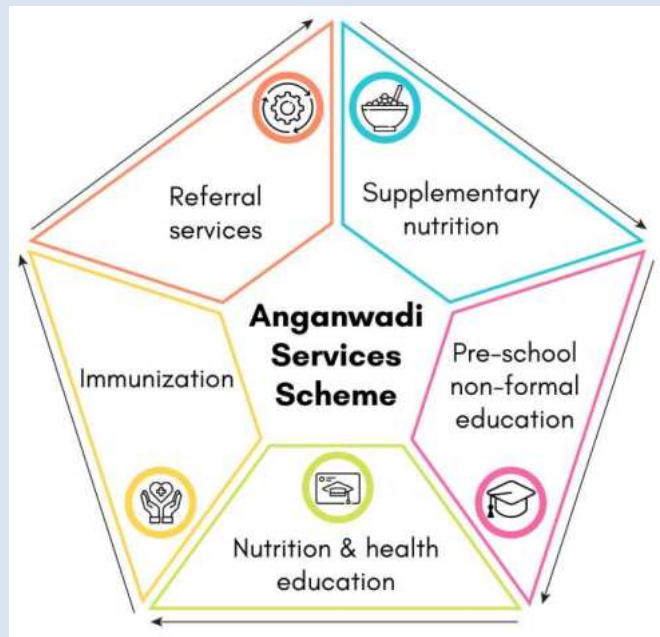 Referral
services
Supplementary
nutrition
Anganwadi
Services
Scheme
Immunization
Pre-school
non-formal
education
Nutrition & health
education